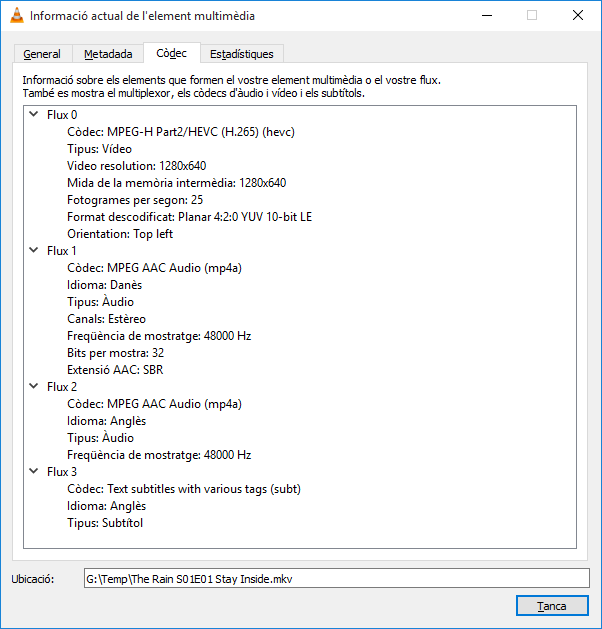 Informació actual de l'element multimèdia
General Metadada Còdec Estadístiques
Informació sobre els elements que formen el vostre element multimèdia o el vostre flux.
També es mostra el multiplexor, els còdecs d'àudio i vídeo i els subtítols.
Flux 0
Còdec: MPEG-H Part2/HEVC (H.265) (hevc)
Tipus: Vídeo
Video resolution: 1280x640
Mida de la memòria intermèdia: 1280x640
Fotogrames per segon: 25
Format descodificat: Planar 4:2:0 YUV 10-bit LE
Orientation: Top left
Flux 1
Còdec: MPEG AAC Audio (mp4a)
Idioma: Danès
Tipus: Àudio
Canals: Estèreo
Freqüència de mostratge: 48000 Hz
Bits per mostra: 32
Extensió AAC: SBR
Flux 2
Còdec: MPEG AAC Audio (mp4a)
Idioma: Anglès
Tipus: Àudio
Freqüència de mostratge: 48000 Hz
Flux 3
Còdec: Text subtitles with various tags (subt)
Idioma: Anglès
Tipus: Subtítol
Ubicació: G:\Temp\The Rain S01E01 Stay Inside.mkv
Tanca